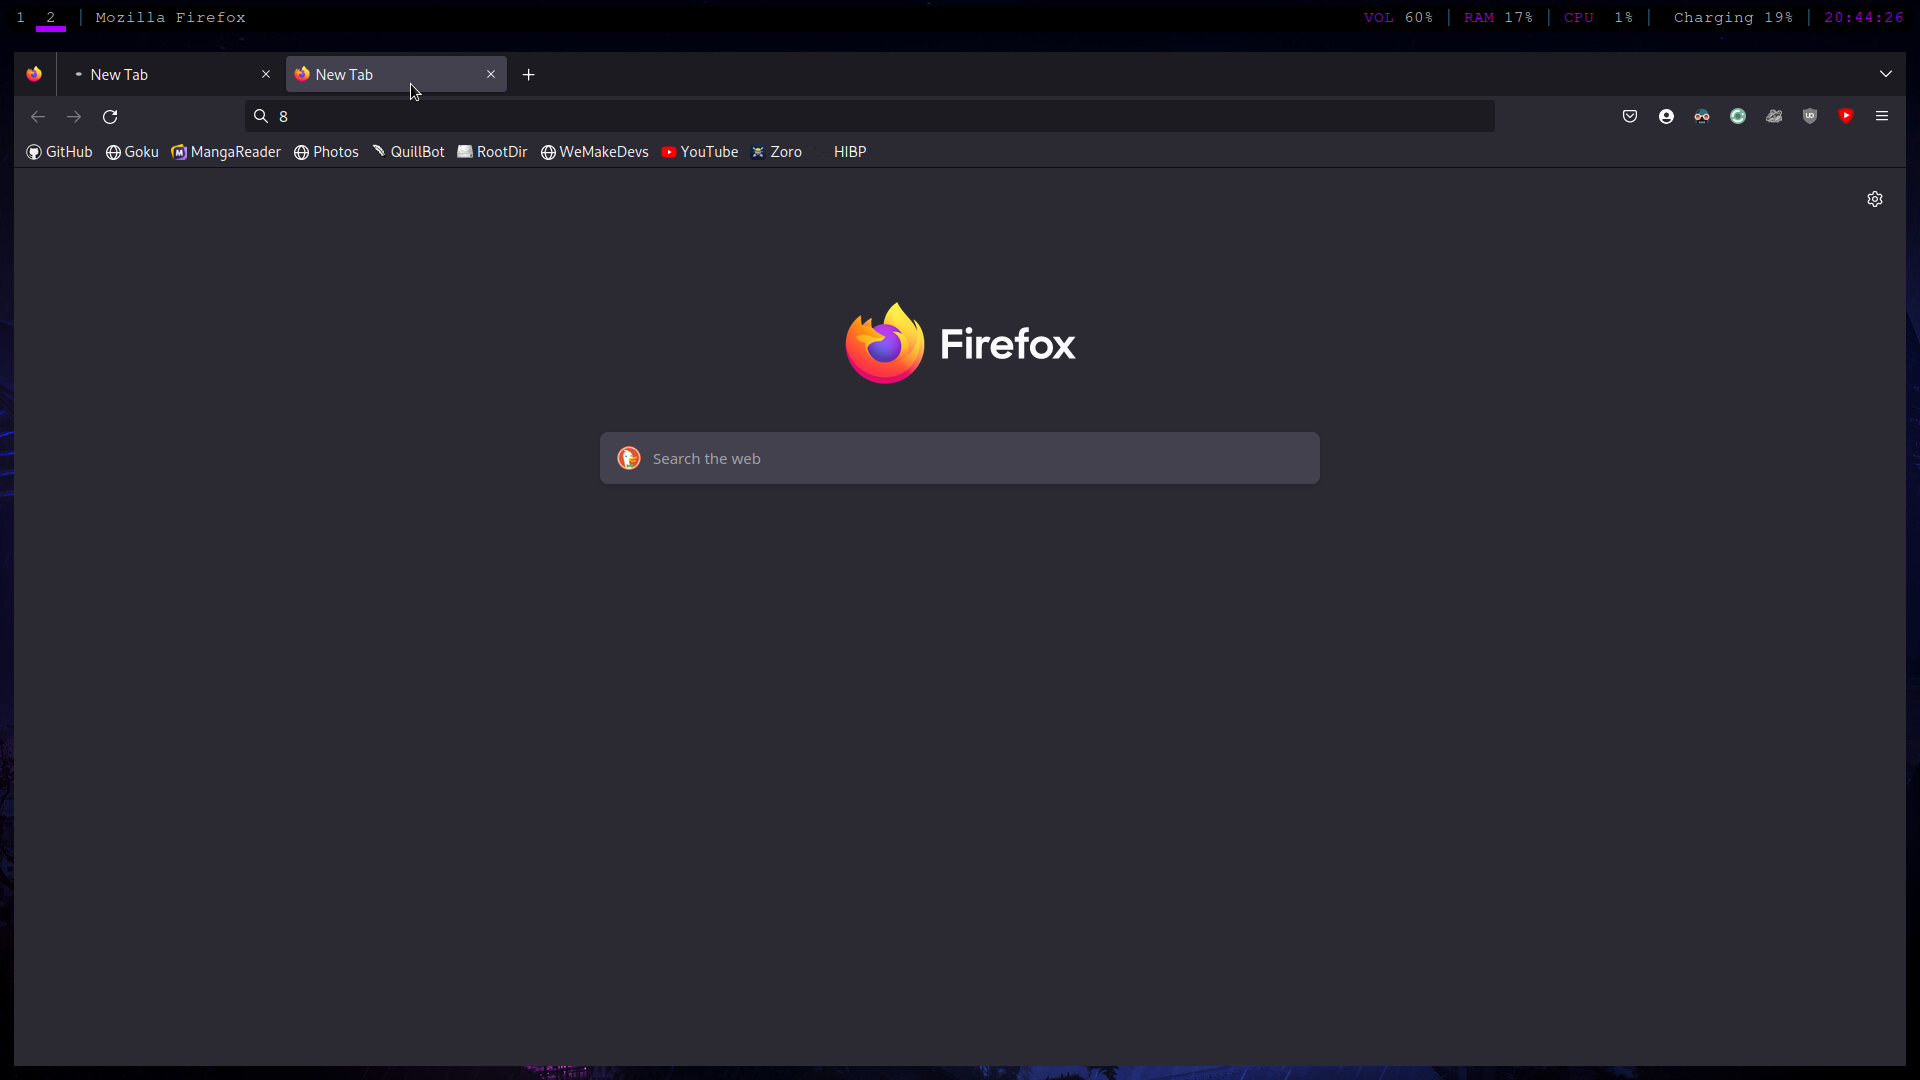 1 2 | Mozilla Firefox VOL 60% | RAM 17% | CPU 1% | Charging 19% | 20:44:26
New Tab New Tab
8
GitHub Goku MangaReader Photos QuillBot RootDir WeMakeDevs YouTube Zoro HIBP
Firefox
Search the web